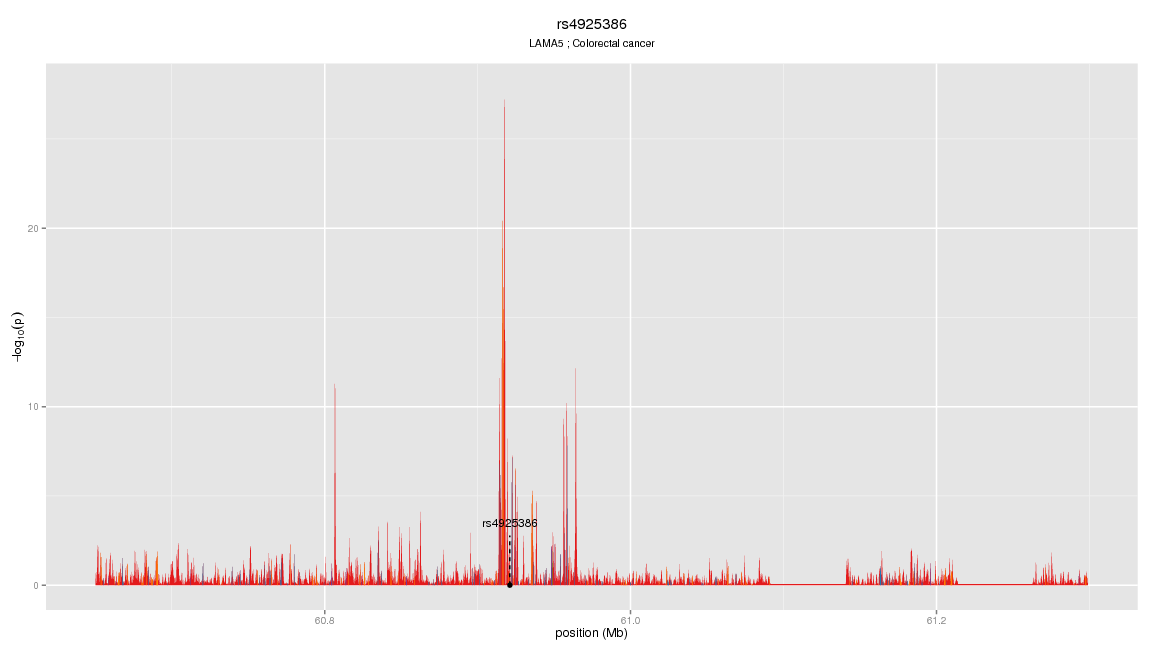 rs4925386
LAMA5 ; Colorectal cancer
20
10
0
−log10(p)
rs4925386
60.8
61.0
61.2
position (Mb)